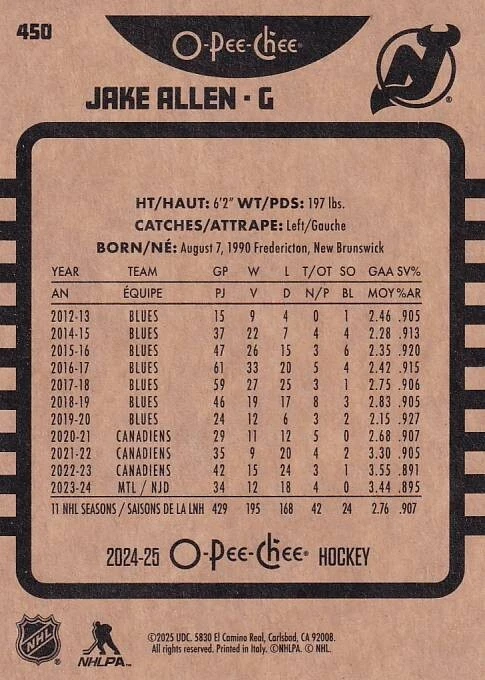 450
O-Pee-Chee®
JAKE ALLEN • G
HT/HAUT: 6'2" WT/PDS: 197 lbs.
CATCHES/ATTRAPE: Left/Gauche
BORN/NÉ: August 7, 1990 Fredericton, New Brunswick
YEAR TEAM GP W L T/OT SO GAA SV%
AN ÉQUIPE PJ V D N/P BL MOY %AR
2012-13 BLUES 15 9 4 0 1 2.46 .905
2014-15 BLUES 37 22 7 4 4 2.28 .913
2015-16 BLUES 47 26 15 3 6 2.35 .920
2016-17 BLUES 61 33 20 5 4 2.42 .915
2017-18 BLUES 59 27 25 3 1 2.75 .906
2018-19 BLUES 46 19 17 8 3 2.83 .905
2019-20 BLUES 24 12 6 3 2 2.15 .927
2020-21 CANADIENS 29 11 12 5 0 2.68 .907
2021-22 CANADIENS 35 9 20 4 2 3.30 .905
2022-23 CANADIENS 42 15 24 3 1 3.55 .891
2023-24 MTL / NJD 34 12 18 4 0 3.44 .895
11 NHL SEASONS / SAISONS DE LA LNH 429 195 168 42 24 2.76 .907
2024-25 O-Pee-Chee® HOCKEY
NHL
NHLPA
©2025 UDC. 5830 El Camino Real, Carlsbad, CA 92008.
All rights reserved. Printed in Italy. ©NHLPA. © NHL.